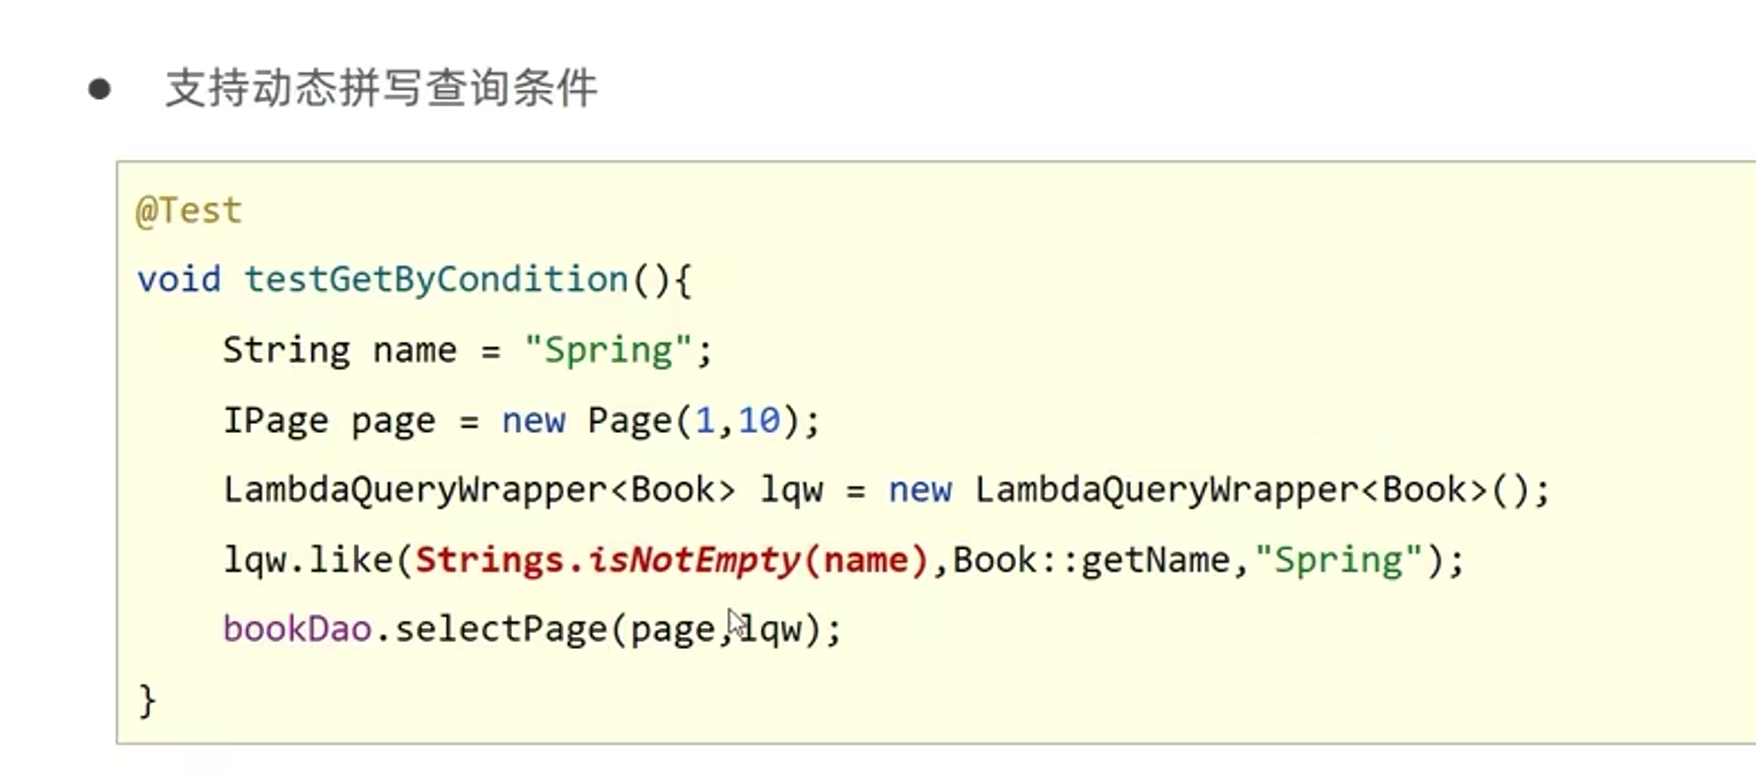 ● 支持动态拼写查询条件
@Test
void testGetByCondition(){
    String name = "Spring";
    IPage page = new Page(1,10);
    LambdaQueryWrapper<Book> lqw = new LambdaQueryWrapper<Book>();
    lqw.like(Strings.isNotEmpty(name),Book::getName,"Spring");
    bookDao.selectPage(page,lqw);
}